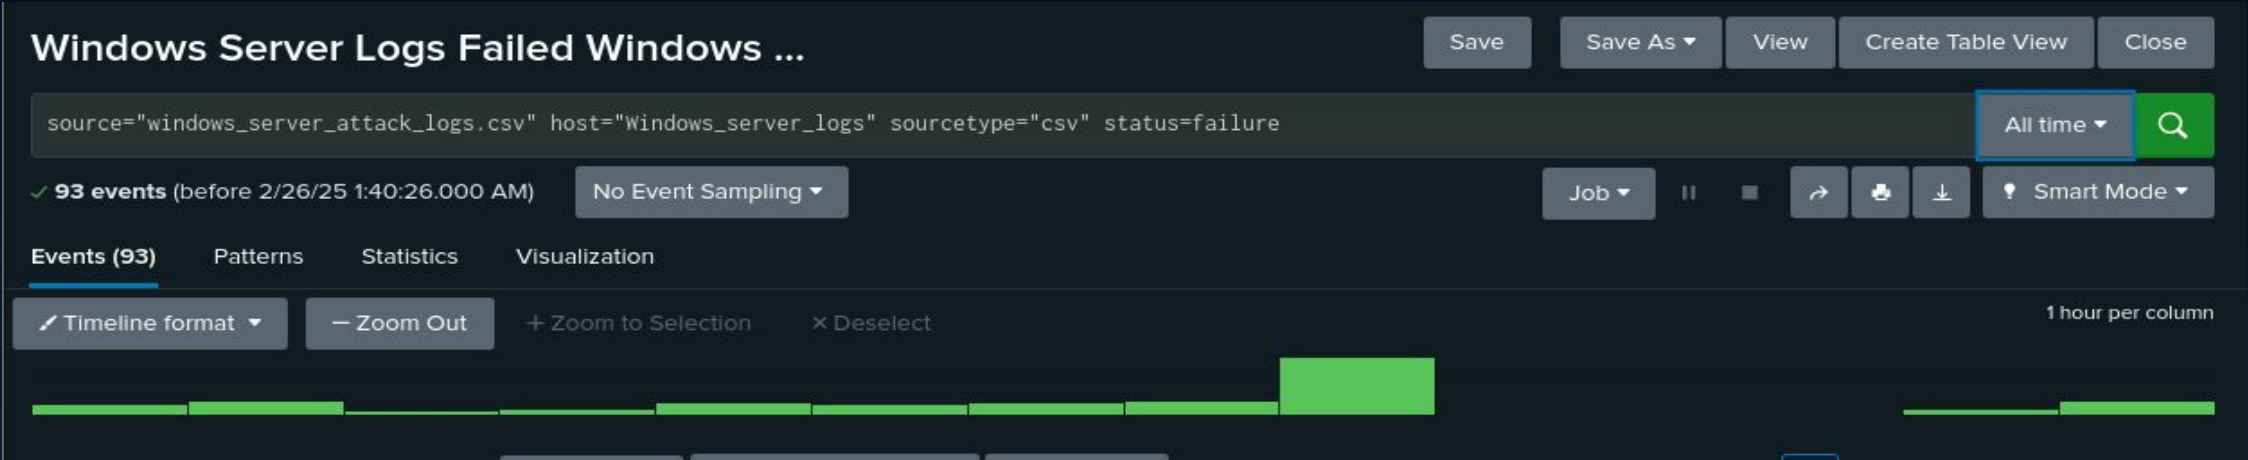 Windows Server Logs Failed Windows ...
Save Save As View Create Table View Close
source="windows_server_attack_logs.csv" host="Windows_server_logs" sourcetype="csv" status=failure
All time
93 events (before 2/26/25 1:40:26.000 AM)
No Event Sampling
Job
Smart Mode
Events (93) Patterns Statistics Visualization
Timeline format
— Zoom Out
+ Zoom to Selection
× Deselect
1 hour per column